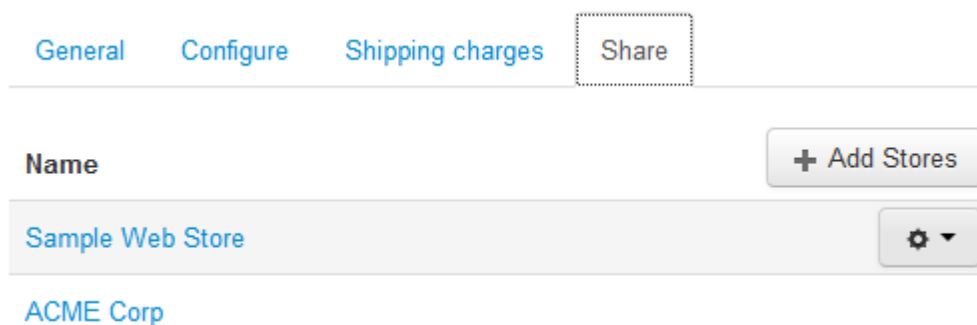 General Configure Shipping charges Share
Name + Add Stores
Sample Web Store
ACME Corp